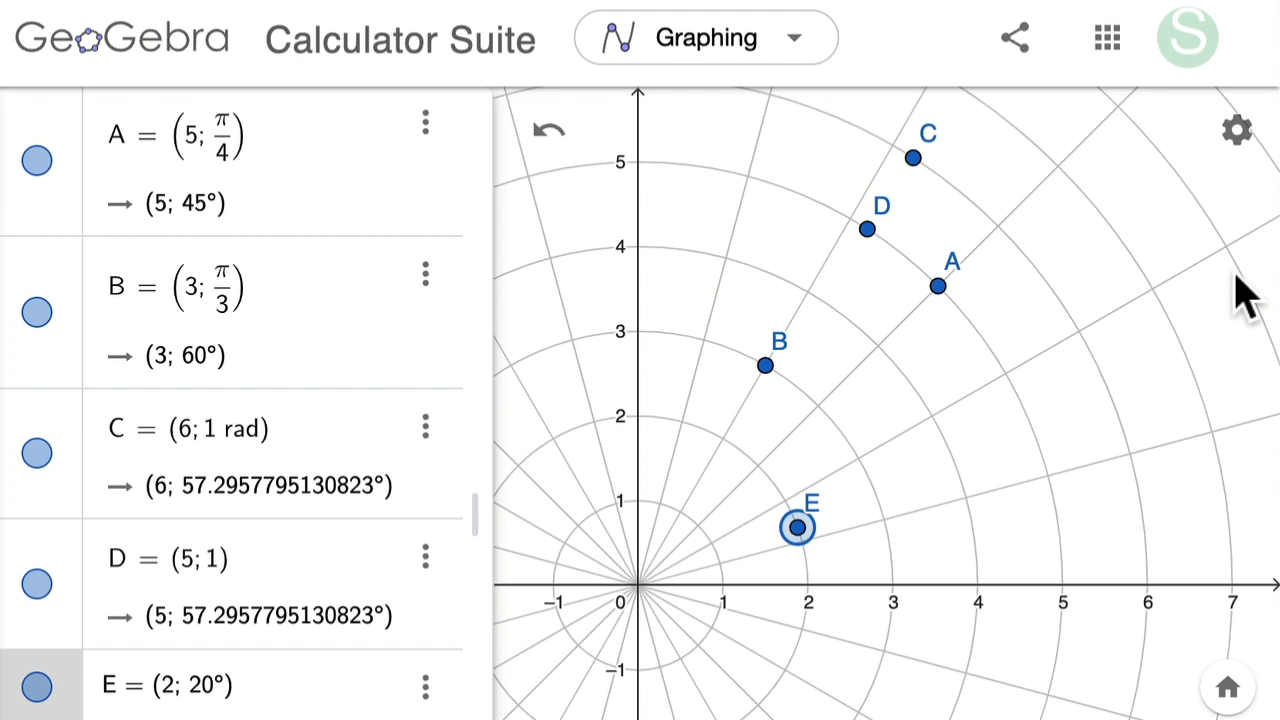 GeoGebra Calculator Suite Graphing S
A = (5; π/4)
→ (5; 45°)
B = (3; π/3)
→ (3; 60°)
C = (6; 1 rad)
→ (6; 57.2957795130823°)
D = (5; 1)
→ (5; 57.2957795130823°)
E = (2; 20°)
C
5
D
4
A
3
B
2
1
E
−1 0 1 2 3 4 5 6 7
−1